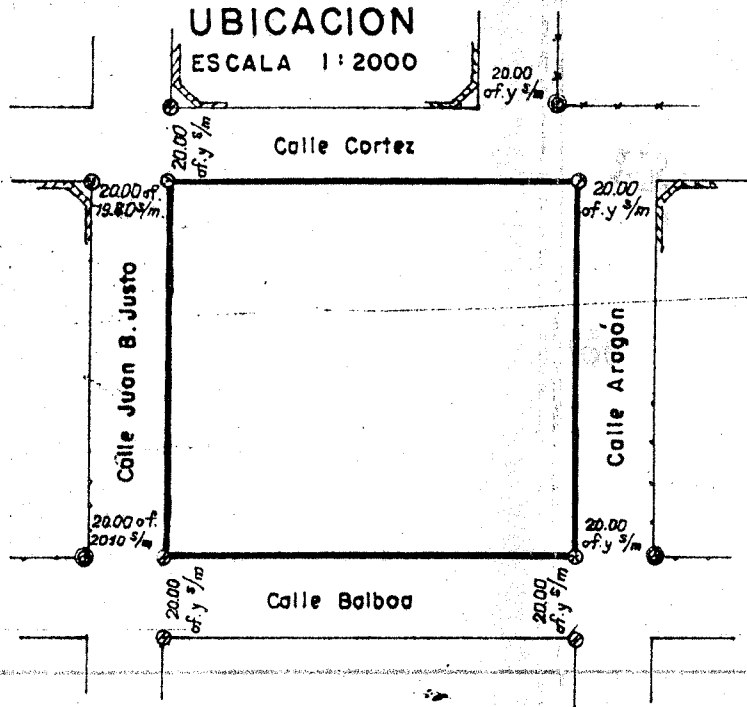 UBICACION
ESCALA 1:2000
20.00
of. y s/m
20.00
of. y s/m
Calle Cortez
20.00 of.
19.80 s/m.
20.00
of. y s/m
Calle Juan B. Justo
Calle Aragón
20.00 of.
2010 s/m
20.00
of. y s/m
20.00
of. y s/m
Calle Balboa
20.00
of. y s/m